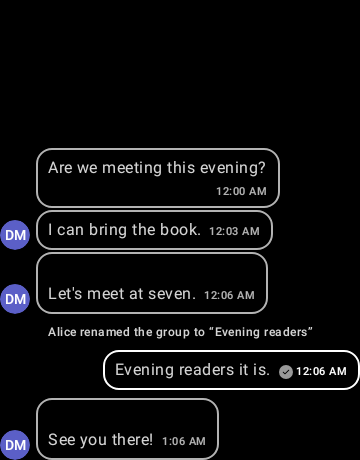 Are we meeting this evening?
12:00 AM
DM
I can bring the book. 12:03 AM
DM
Let's meet at seven. 12:06 AM
Alice renamed the group to “Evening readers”
Evening readers it is. 12:06 AM
DM
See you there! 1:06 AM